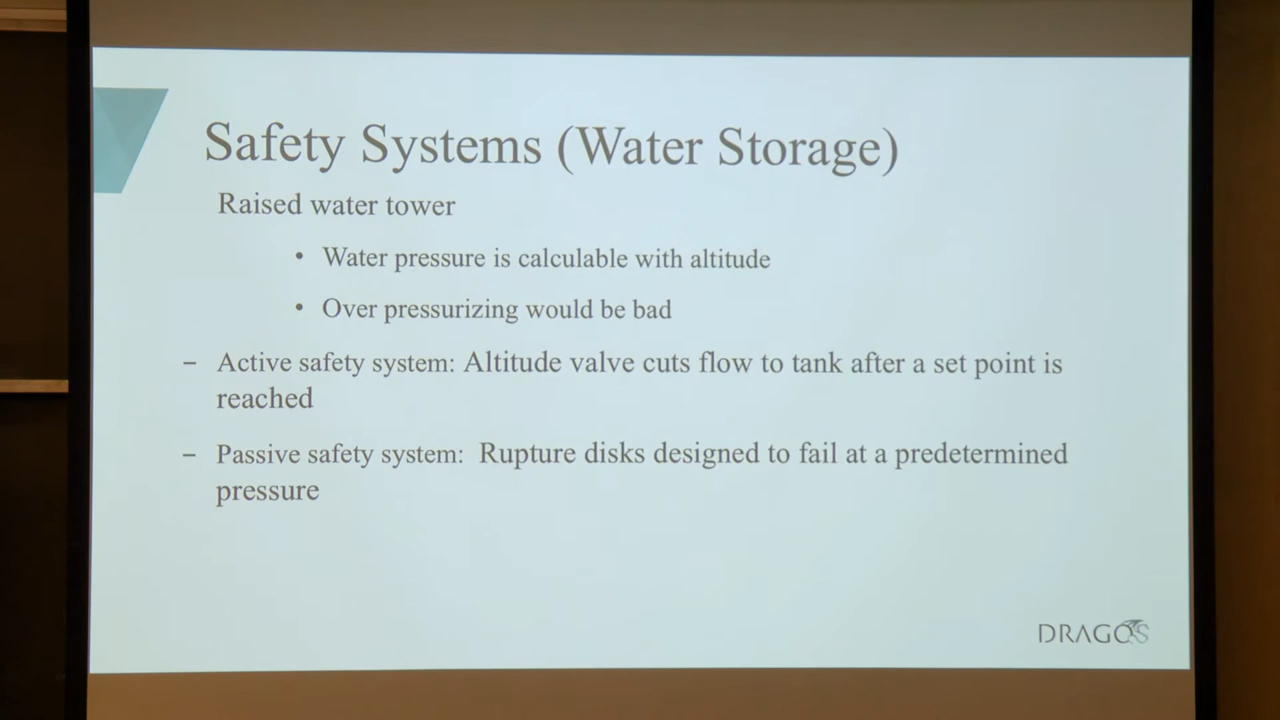 Safety Systems (Water Storage)
Raised water tower
• Water pressure is calculable with altitude
• Over pressurizing would be bad
– Active safety system: Altitude valve cuts flow to tank after a set point is
reached
– Passive safety system: Rupture disks designed to fail at a predetermined
pressure
DRAGOS